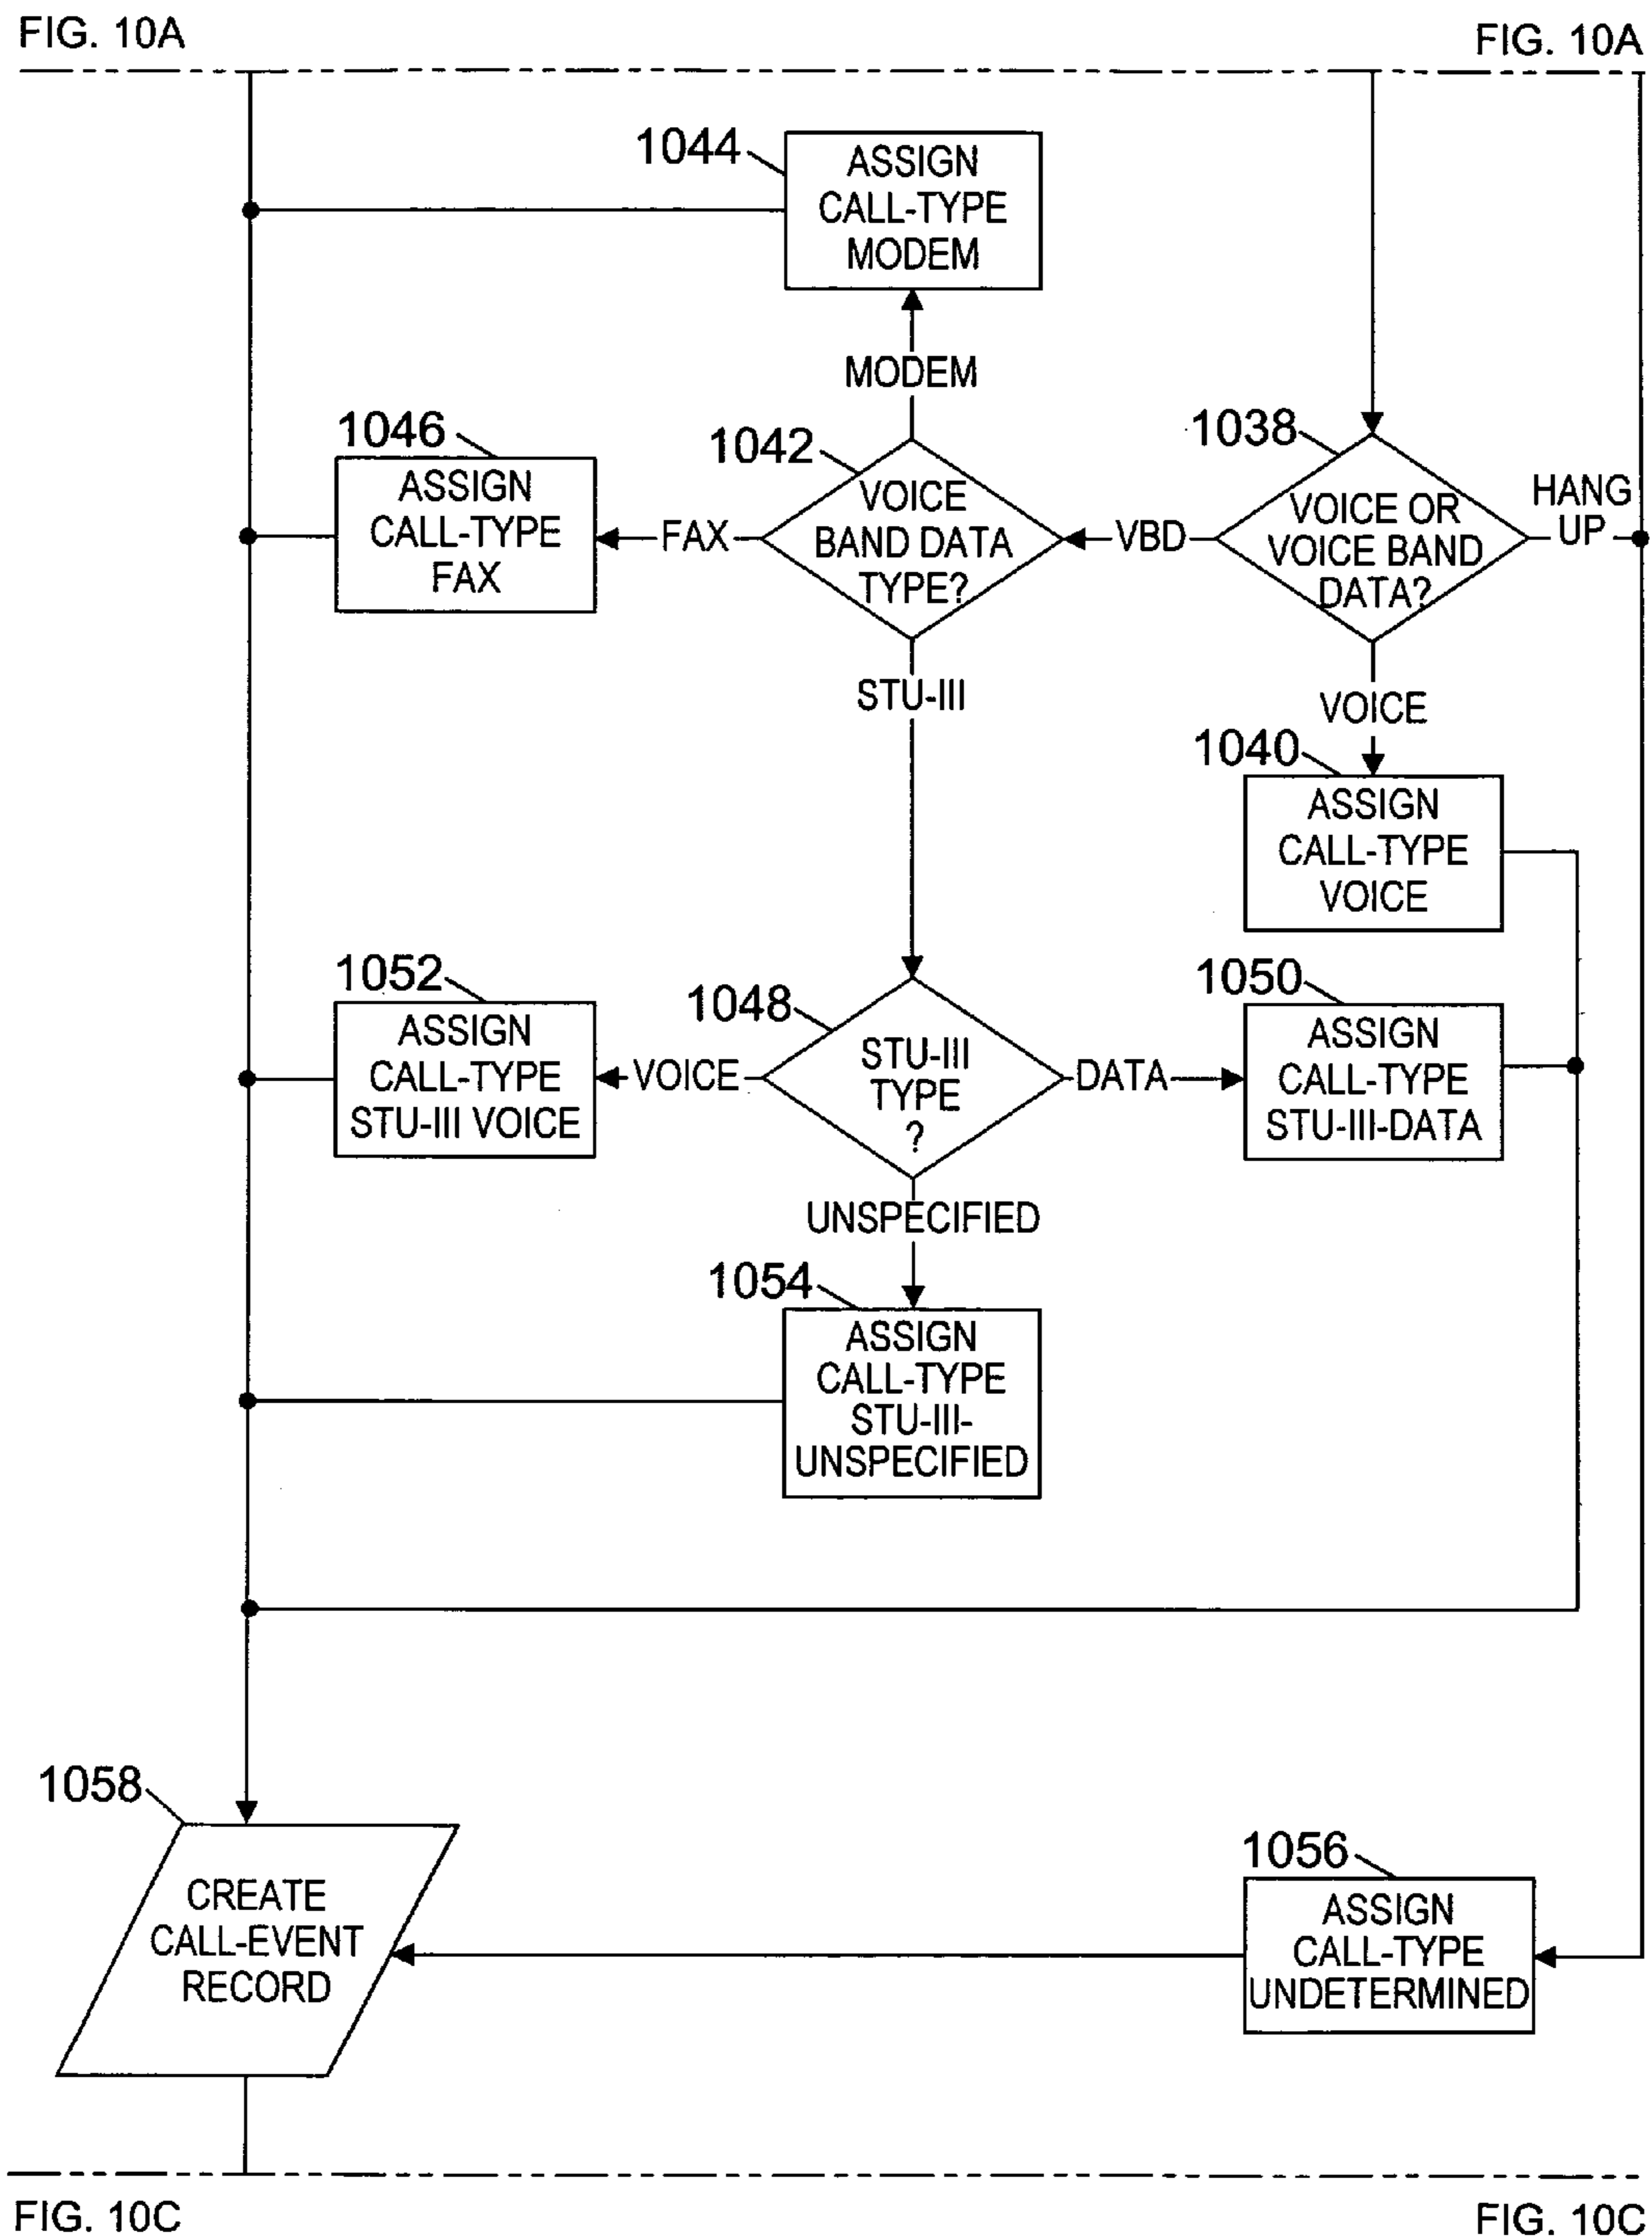 FIG. 10A
FIG. 10A
1044
ASSIGN
CALL-TYPE
MODEM
MODEM
1046
ASSIGN
CALL-TYPE
FAX
FAX
1042
VOICE
BAND DATA
TYPE?
VBD
1038
VOICE OR
VOICE BAND
DATA?
HANG
UP
STU-III
VOICE
1040
ASSIGN
CALL-TYPE
VOICE
1052
ASSIGN
CALL-TYPE
STU-III VOICE
VOICE
1048
STU-III
TYPE
?
DATA
1050
ASSIGN
CALL-TYPE
STU-III-DATA
UNSPECIFIED
1054
ASSIGN
CALL-TYPE
STU-III-
UNSPECIFIED
1058
CREATE
CALL-EVENT
RECORD
1056
ASSIGN
CALL-TYPE
UNDETERMINED
FIG. 10C
FIG. 10C